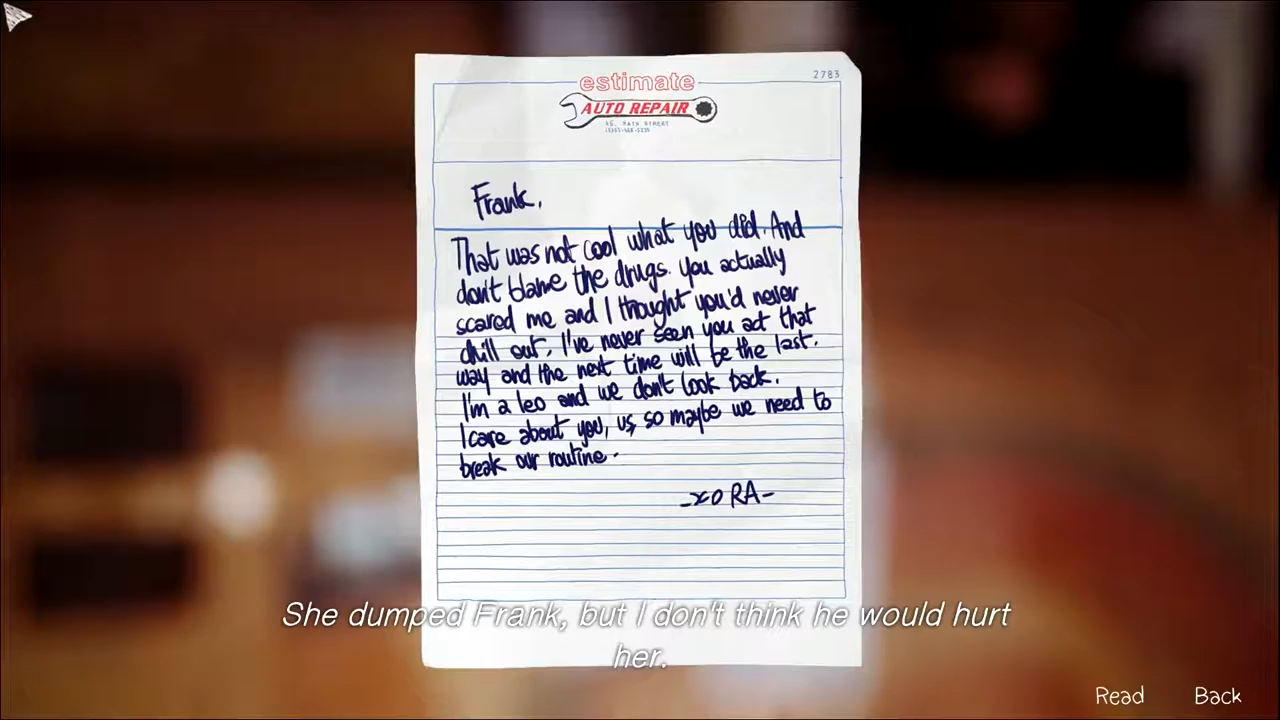 2783
estimate
AUTO REPAIR
Frank,
That was not cool what you did. And
don't blame the drugs. You actually
scared me and I thought you'd never
chill out. I've never seen you act that
way and the next time will be the last.
I'm a leo and we don't look back.
I care about you, us, so maybe we need to
break our routine.
-xo RA-
She dumped Frank, but I don't think he would hurt
her.
Read Back